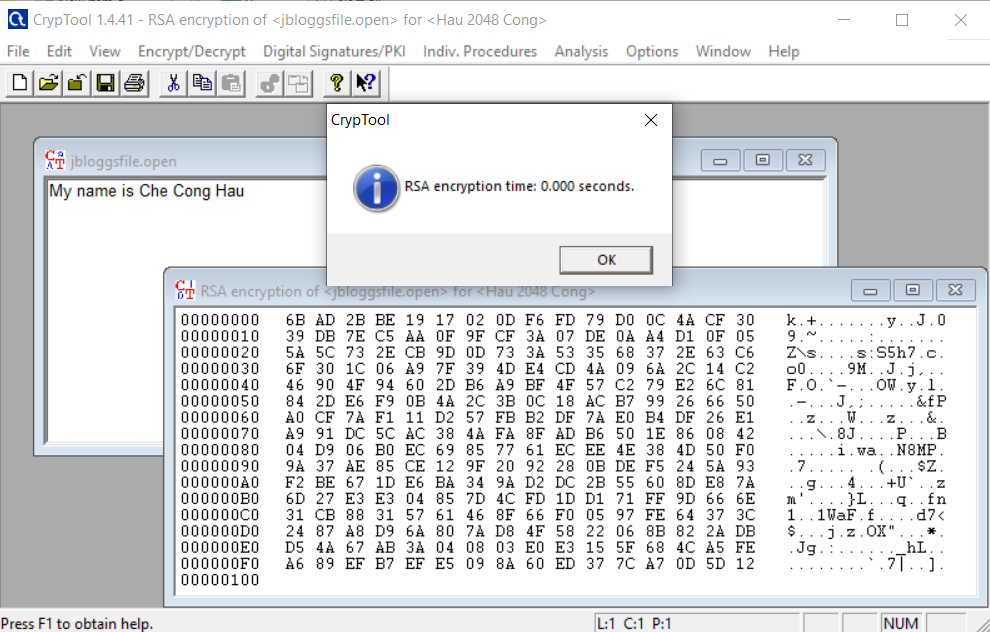 CrypTool 1.4.41 - RSA encryption of <jbloggsfile.open> for <Hau 2048 Cong>
File Edit View Encrypt/Decrypt Digital Signatures/PKI Indiv. Procedures Analysis Options Window Help
CrypTool
RSA encryption time: 0.000 seconds.
OK
jbloggsfile.open
My name is Che Cong Hau
RSA encryption of <jbloggsfile.open> for <Hau 2048 Cong>
00000000 6B AD 2B BE 19 17 02 0D F6 FD 79 D0 0C 4A CF 30 k.+.......y..J.0
00000010 39 DB 7E C5 AA 0F 9F CF 3A 07 DE 0A A4 D1 0F 05 9.~.....:.......
00000020 5A 5C 73 2E CB 9D 0D 73 3A 53 35 68 37 2E 63 C6 Z\s....s:S5h7.c.
00000030 6F 30 1C 06 A9 7F 39 4D E4 CD 4A 09 6A 2C 14 C2 o0....9M..J.j,..
00000040 46 90 4F 94 60 2D B6 A9 BF 4F 57 C2 79 E2 6C 81 F.O.`-...OW.y.l.
00000050 84 2D E6 F9 0B 4A 2C 3B 0C 18 AC B7 99 26 66 50 .-...J,;.....&fP
00000060 A0 CF 7A F1 11 D2 57 FB B2 DF 7A E0 B4 DF 26 E1 ..z...W...z...&.
00000070 A9 91 DC 5C AC 38 4A FA 8F AD B6 50 1E 86 08 42 ...\.8J....P...B
00000080 04 D9 06 B0 EC 69 85 77 61 EC EE 4E 38 4D 50 F0 .....i.wa..N8MP.
00000090 9A 37 AE 85 CE 12 9F 20 92 28 0B DE F5 24 5A 93 .7..... .(...$Z.
000000A0 F2 BE 67 1D E6 BA 34 9A D2 DC 2B 55 60 8D E8 7A ..g...4...+U`..z
000000B0 6D 27 E3 E3 04 85 7D 4C FD 1D D1 71 FF 9D 66 6E m'....}L...q..fn
000000C0 31 CB 88 31 57 61 46 8F 66 F0 05 97 FE 64 37 3C 1..1WaF.f....d7<
000000D0 24 87 A8 D9 6A 80 7A D8 4F 58 22 06 8B 82 2A DB $...j.z.OX"...*.
000000E0 D5 4A 67 AB 3A 04 08 03 E0 E3 15 5F 68 4C A5 FE .Jg.:......_hL..
000000F0 A6 89 EF B7 EF E5 09 8A 60 ED 37 7C A7 0D 5D 12 ........`.7|..].
00000100
Press F1 to obtain help. L:1 C:1 P:1 NUM